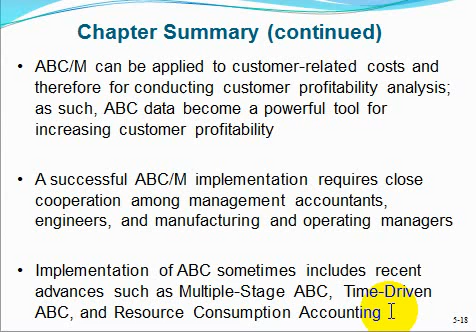 Chapter Summary (continued)
• ABC/M can be applied to customer-related costs and
therefore for conducting customer profitability analysis;
as such, ABC data become a powerful tool for
increasing customer profitability
• A successful ABC/M implementation requires close
cooperation among management accountants,
engineers, and manufacturing and operating managers
• Implementation of ABC sometimes includes recent
advances such as Multiple-Stage ABC, Time-Driven
ABC, and Resource Consumption Accounting
5-18